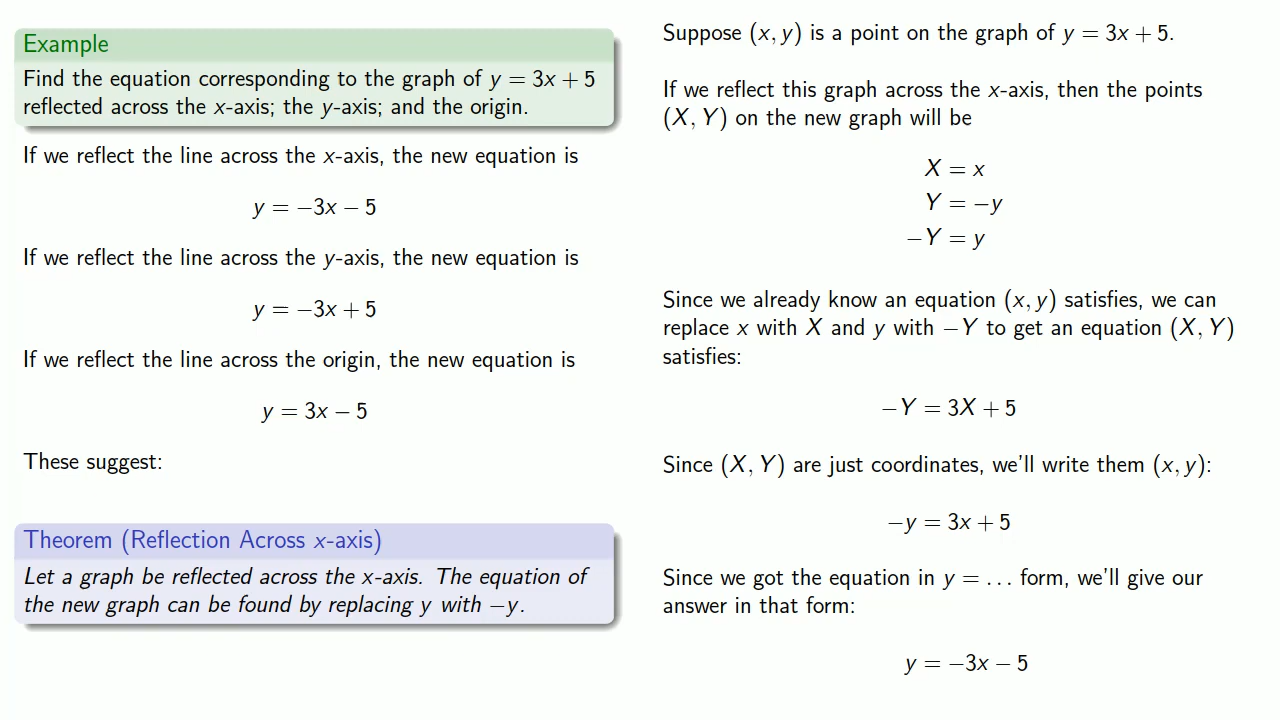 Example
Find the equation corresponding to the graph of y = 3x + 5
reflected across the x-axis; the y-axis; and the origin.
If we reflect the line across the x-axis, the new equation is
y = −3x − 5
If we reflect the line across the y-axis, the new equation is
y = −3x + 5
If we reflect the line across the origin, the new equation is
y = 3x − 5
These suggest:
Theorem (Reflection Across x-axis)
Let a graph be reflected across the x-axis. The equation of
the new graph can be found by replacing y with −y.
Suppose (x, y) is a point on the graph of y = 3x + 5.
If we reflect this graph across the x-axis, then the points
(X, Y) on the new graph will be
X = x
Y = −y
−Y = y
Since we already know an equation (x, y) satisfies, we can
replace x with X and y with −Y to get an equation (X, Y)
satisfies:
−Y = 3X + 5
Since (X, Y) are just coordinates, we'll write them (x, y):
−y = 3x + 5
Since we got the equation in y = ... form, we'll give our
answer in that form:
y = −3x − 5